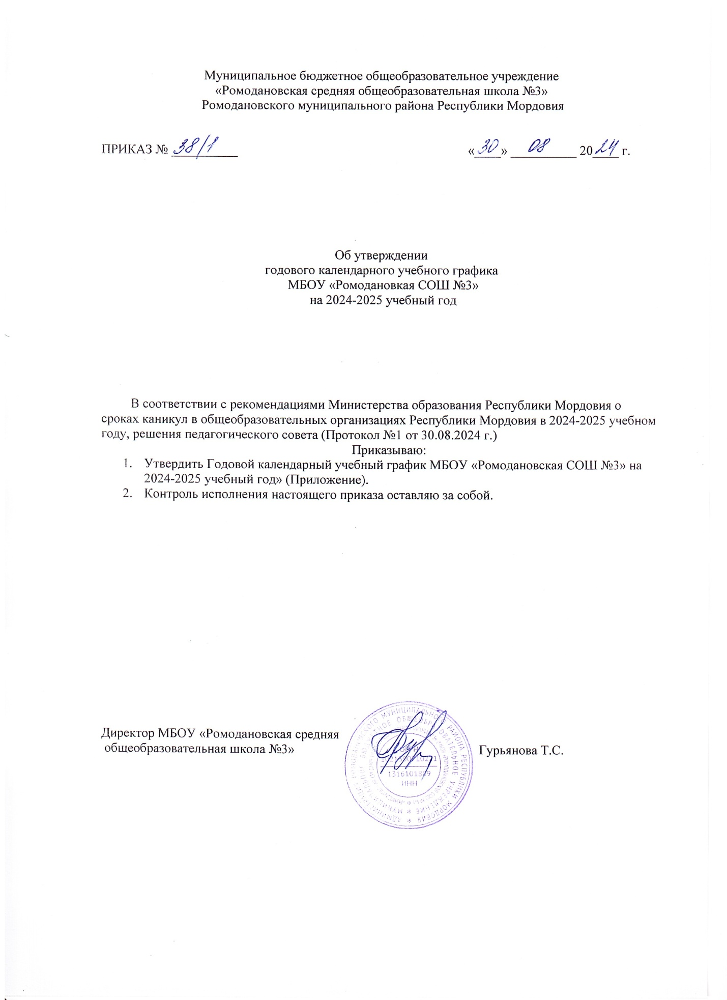 Муниципальное бюджетное общеобразовательное учреждение
«Ромодановская средняя общеобразовательная школа №3»
Ромодановского муниципального района Республики Мордовия
ПРИКАЗ № 38/1 «30» 08 2024 г.
Об утверждении
годового календарного учебного графика
МБОУ «Ромодановкая СОШ №3»
на 2024-2025 учебный год
В соответствии с рекомендациями Министерства образования Республики Мордовия о
сроках каникул в общеобразовательных организациях Республики Мордовия в 2024-2025 учебном
году, решения педагогического совета (Протокол №1 от 30.08.2024 г.)
Приказываю:
1. Утвердить Годовой календарный учебный график МБОУ «Ромодановская СОШ №3» на
2024-2025 учебный год» (Приложение).
2. Контроль исполнения настоящего приказа оставляю за собой.
Директор МБОУ «Ромодановская средняя
общеобразовательная школа №3» Гурьянова Т.С.
МУНИЦИПАЛЬНОГО РАЙОНА РЕСПУБЛИКИ МОРДОВИЯ
УЧРЕЖДЕНИЕ
ИНН